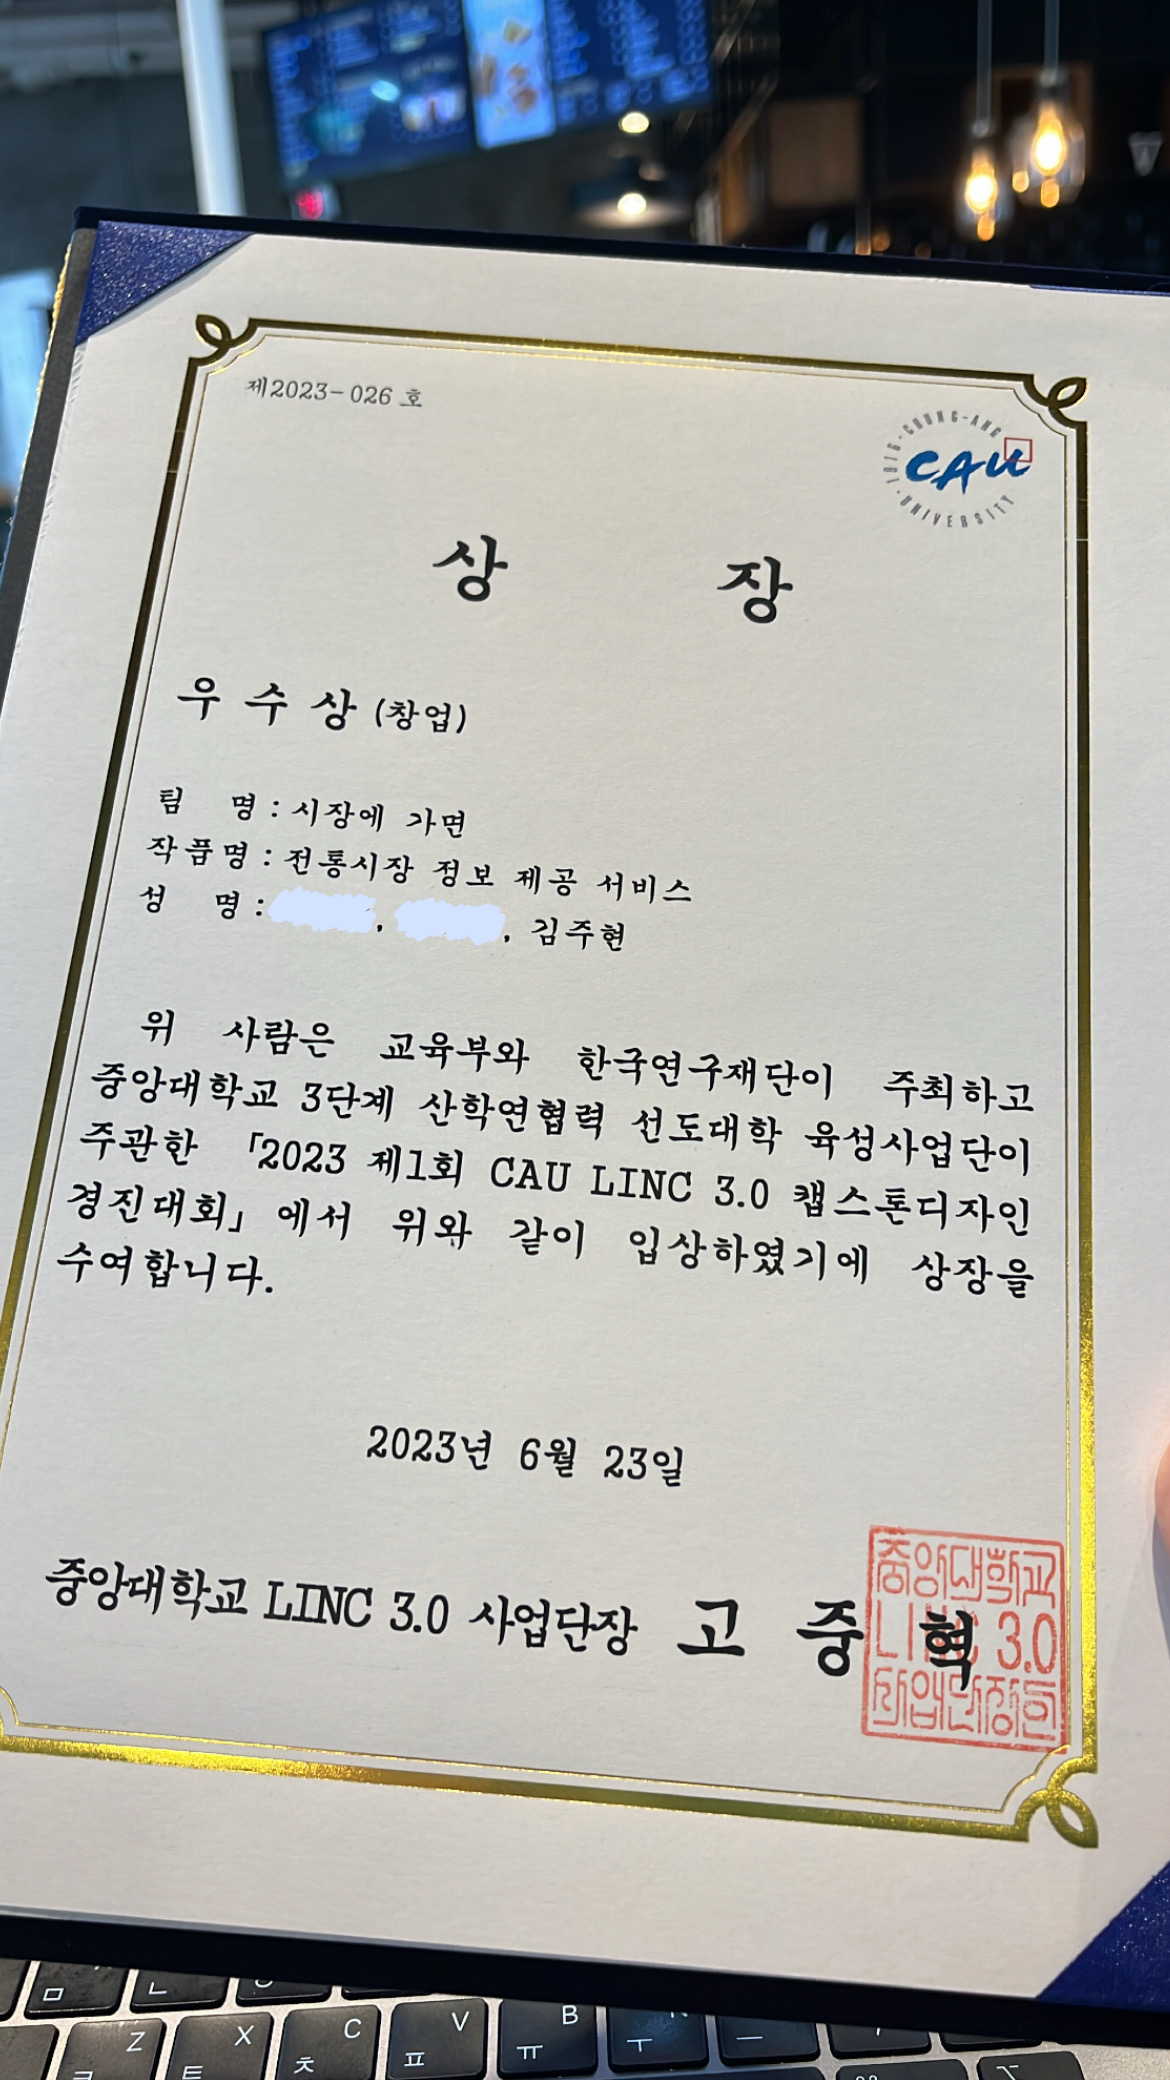 제2023-026 호
1916 · CHUNG-ANG · UNIVERSITY
CAU
상 장
우 수 상 (창업)
팀 명 : 시장에 가면
작품명 : 전통시장 정보 제공 서비스
성 명 : , , 김주현
위 사람은 교육부와 한국연구재단이 주최하고
중앙대학교 3단계 산학연협력 선도대학 육성사업단이
주관한 「2023 제1회 CAU LINC 3.0 캡스톤디자인
경진대회」에서 위와 같이 입상하였기에 상장을
수여합니다.
2023년 6월 23일
중앙대학교 LINC 3.0 사업단장 고 중 혁
중앙대학교
LINC 3.0
사업단장인
ㅁ ㄴ
Z X C V B
ㅋ ㅌ ㅊ ㅍ ㅠ ㅜ ㅡ